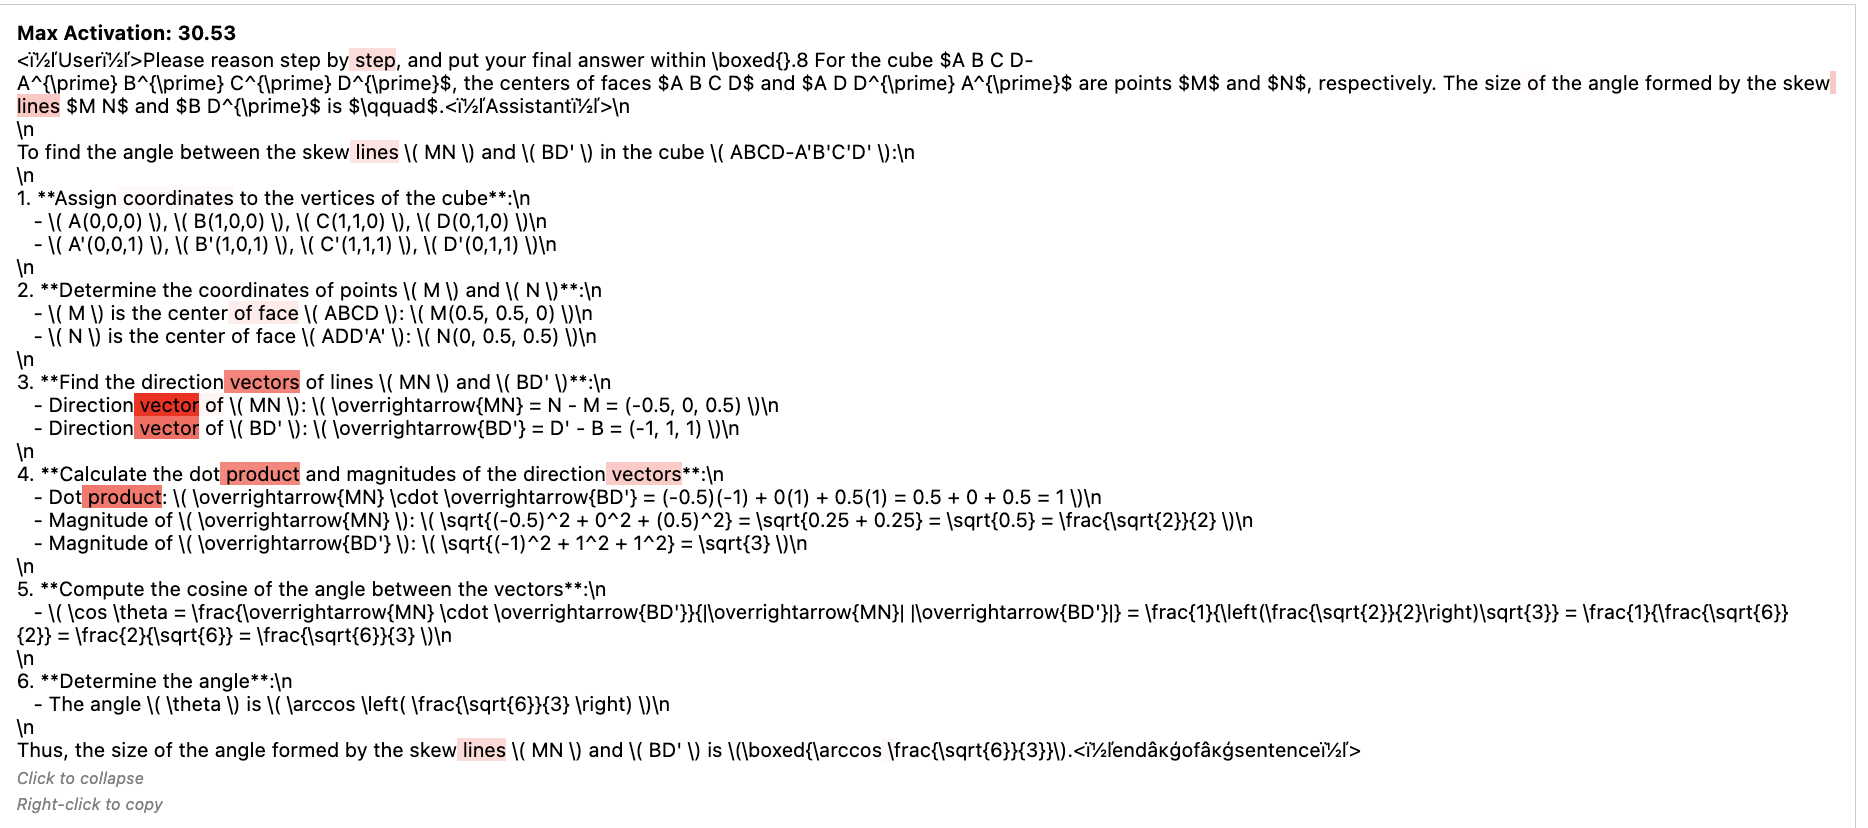 Max Activation: 30.53
<ï½ľUserï½ľ>Please reason step by step, and put your final answer within \boxed{}.8 For the cube $A B C D-
A^{\prime} B^{\prime} C^{\prime} D^{\prime}$, the centers of faces $A B C D$ and $A D D^{\prime} A^{\prime}$ are points $M$ and $N$, respectively. The size of the angle formed by the skew
lines $M N$ and $B D^{\prime}$ is $\qquad$.<ï½ľAssistantï½ľ>\n
\n
To find the angle between the skew lines \( MN \) and \( BD' \) in the cube \( ABCD-A'B'C'D' \):\n
\n
1. **Assign coordinates to the vertices of the cube**:\n
- \( A(0,0,0) \), \( B(1,0,0) \), \( C(1,1,0) \), \( D(0,1,0) \)\n
- \( A'(0,0,1) \), \( B'(1,0,1) \), \( C'(1,1,1) \), \( D'(0,1,1) \)\n
\n
2. **Determine the coordinates of points \( M \) and \( N \)**:\n
- \( M \) is the center of face \( ABCD \): \( M(0.5, 0.5, 0) \)\n
- \( N \) is the center of face \( ADD'A' \): \( N(0, 0.5, 0.5) \)\n
\n
3. **Find the direction vectors of lines \( MN \) and \( BD' \)**:\n
- Direction vector of \( MN \): \( \overrightarrow{MN} = N - M = (-0.5, 0, 0.5) \)\n
- Direction vector of \( BD' \): \( \overrightarrow{BD'} = D' - B = (-1, 1, 1) \)\n
\n
4. **Calculate the dot product and magnitudes of the direction vectors**:\n
- Dot product: \( \overrightarrow{MN} \cdot \overrightarrow{BD'} = (-0.5)(-1) + 0(1) + 0.5(1) = 0.5 + 0 + 0.5 = 1 \)\n
- Magnitude of \( \overrightarrow{MN} \): \( \sqrt{(-0.5)^2 + 0^2 + (0.5)^2} = \sqrt{0.25 + 0.25} = \sqrt{0.5} = \frac{\sqrt{2}}{2} \)\n
- Magnitude of \( \overrightarrow{BD'} \): \( \sqrt{(-1)^2 + 1^2 + 1^2} = \sqrt{3} \)\n
\n
5. **Compute the cosine of the angle between the vectors**:\n
- \( \cos \theta = \frac{\overrightarrow{MN} \cdot \overrightarrow{BD'}}{|\overrightarrow{MN}| |\overrightarrow{BD'}|} = \frac{1}{\left(\frac{\sqrt{2}}{2}\right)\sqrt{3}} = \frac{1}{\frac{\sqrt{6}}
{2}} = \frac{2}{\sqrt{6}} = \frac{\sqrt{6}}{3} \)\n
\n
6. **Determine the angle**:\n
- The angle \( \theta \) is \( \arccos \left( \frac{\sqrt{6}}{3} \right) \)\n
\n
Thus, the size of the angle formed by the skew lines \( MN \) and \( BD' \) is \(\boxed{\arccos \frac{\sqrt{6}}{3}}\).<ï½ľendâĸģofâĸģsentenceï½ľ>
Click to collapse
Right-click to copy